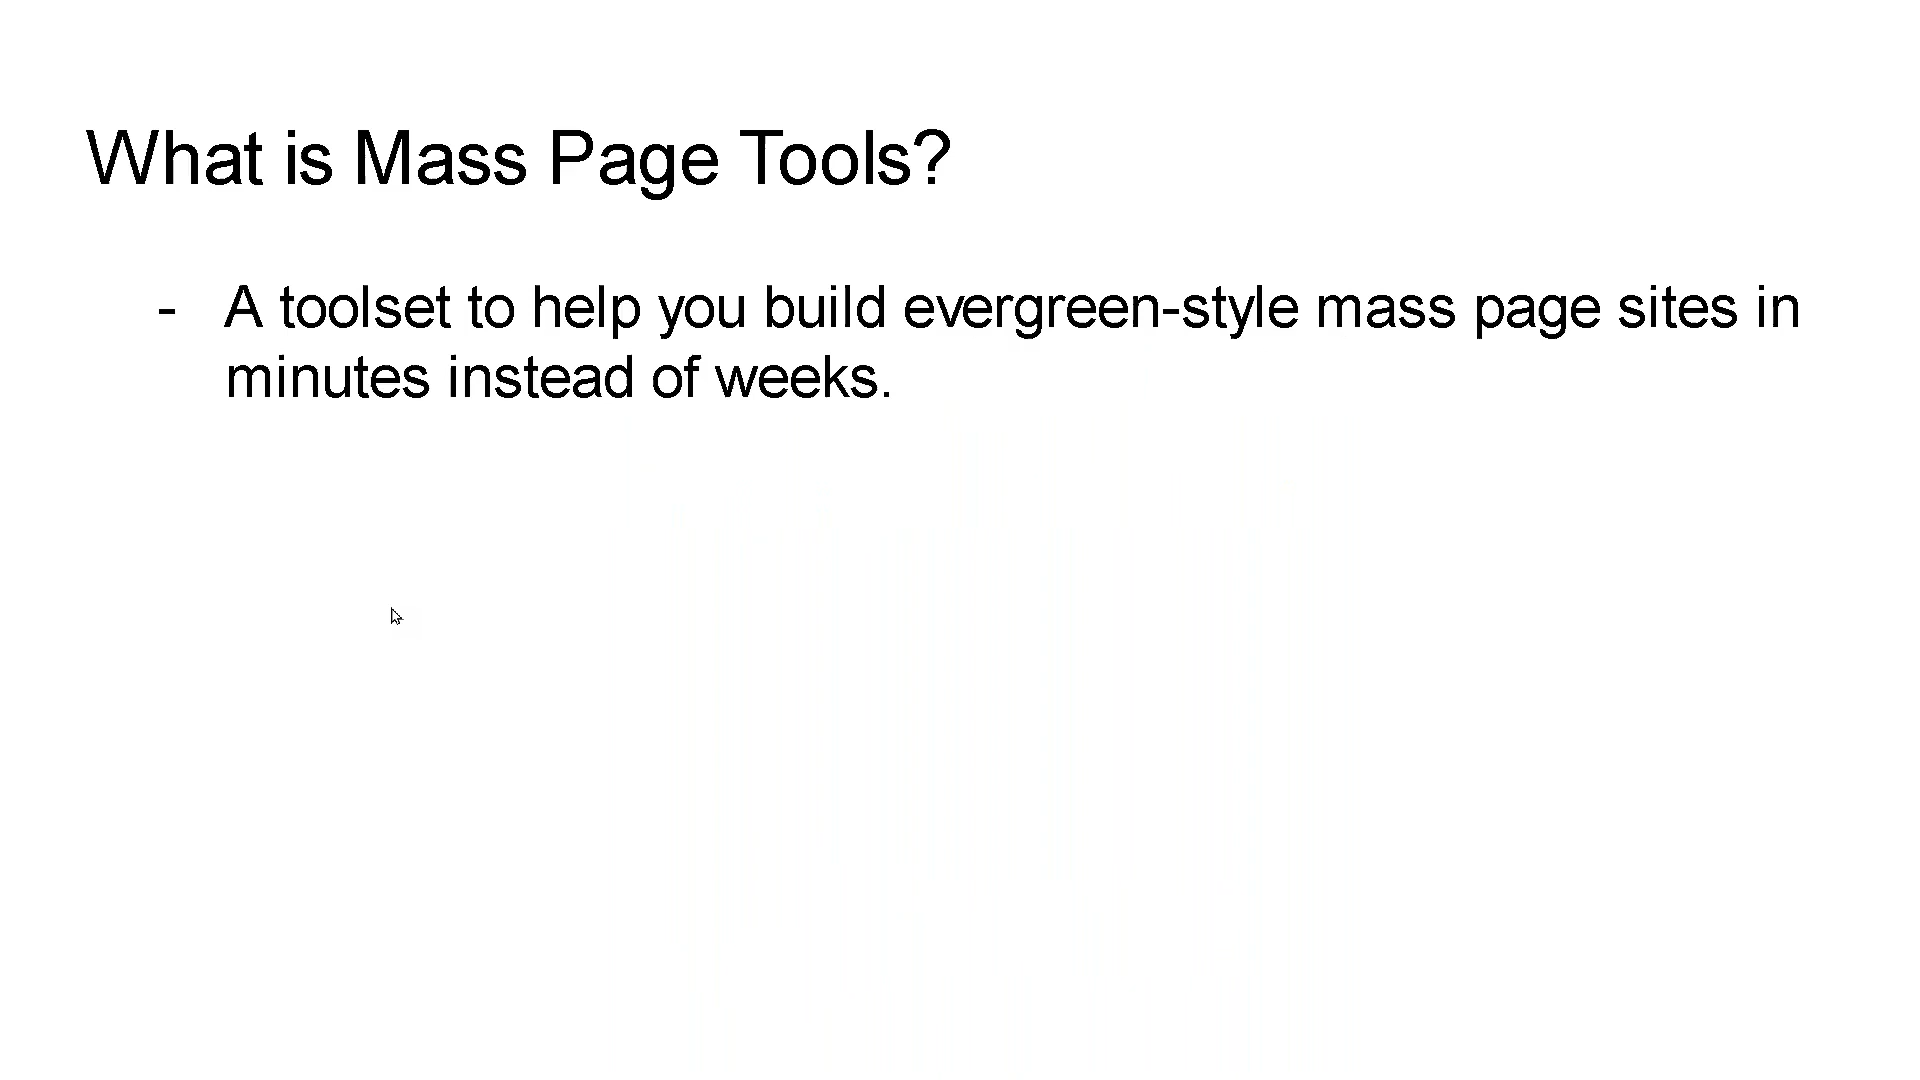 What is Mass Page Tools?
- A toolset to help you build evergreen-style mass page sites in
minutes instead of weeks.